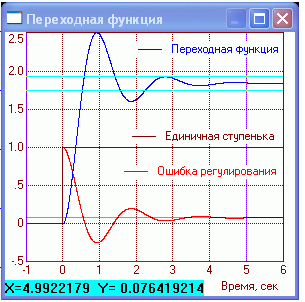 Переходная функция
2.5
Переходная функция
2.0
1.5
Единичная ступенька
1.0
Ошибка регулирования
0.5
0
-0.5
-1 0 1 2 3 4 5 6
X=4.9922179 Y= 0.076419214
Время, сек